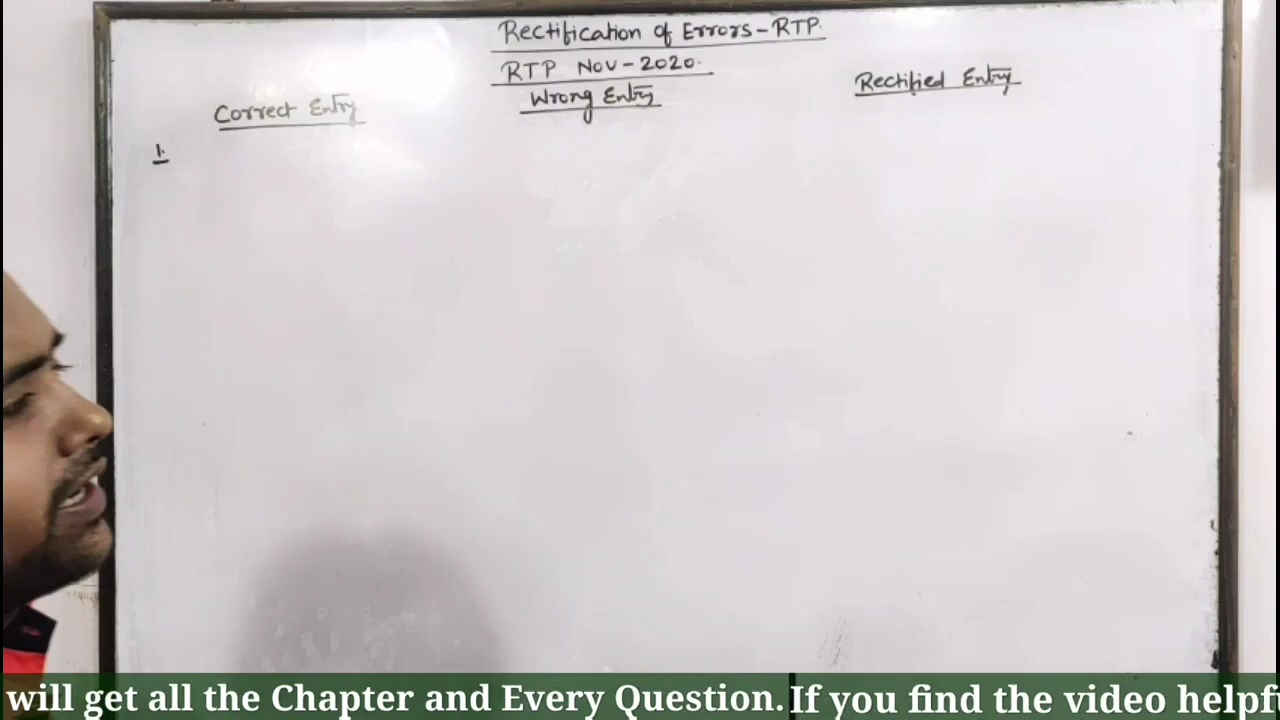 Rectification of Errors - RTP.
RTP Nov - 2020.
Correct Entry Wrong Entry Rectified Entry
1.
will get all the Chapter and Every Question. If you find the video helpf